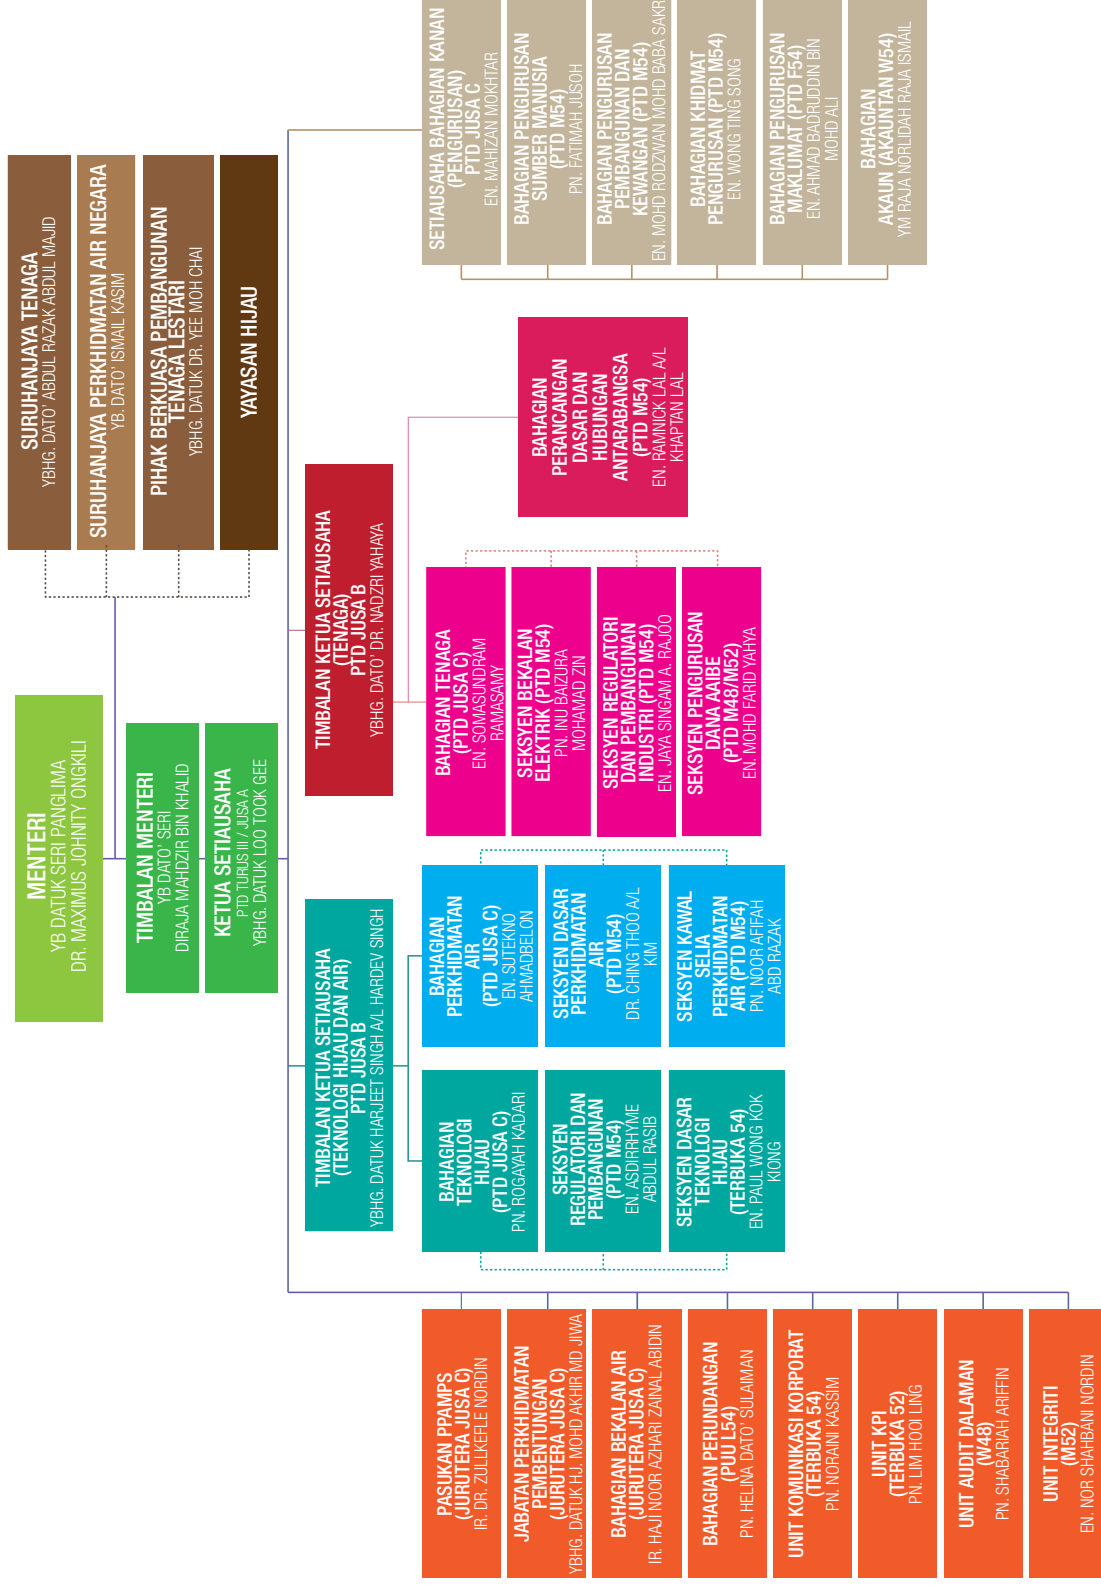 MENTERI
YB DATUK SERI PANGLIMA
DR. MAXIMUS JOHNITY ONGKILI
TIMBALAN MENTERI
YB DATO' SERI
DIRAJA MAHDZIR BIN KHALID
KETUA SETIAUSAHA
PTD TURUS III / JUSA A
YBHG. DATUK LOO TOOK GEE
SURUHANJAYA TENAGA
YBHG. DATO' ABDUL RAZAK ABDUL MAJID
SURUHANJAYA PERKHIDMATAN AIR NEGARA
YB. DATO' ISMAIL KASIM
PIHAK BERKUASA PEMBANGUNAN
TENAGA LESTARI
YBHG. DATUK DR. YEE MOH CHAI
YAYASAN HIJAU
TIMBALAN KETUA SETIAUSAHA
(TEKNOLOGI HIJAU DAN AIR)
PTD JUSA B
YBHG. DATUK HARJEET SINGH A/L HARDEV SINGH
TIMBALAN KETUA SETIAUSAHA
(TENAGA)
PTD JUSA B
YBHG. DATO' DR. NADZRI YAHAYA
PASUKAN PPAMPS
(JURUTERA JUSA C)
IR. DR. ZULKEFLE NORDIN
JABATAN PERKHIDMATAN
PEMBENTUNGAN
(JURUTERA JUSA C)
YBHG. DATUK HJ. MOHD AKHIR MD JIWA
BAHAGIAN BEKALAN AIR
(JURUTERA JUSA C)
IR. HAJI NOOR AZHARI ZAINAL ABIDIN
BAHAGIAN PERUNDANGAN
(PUU L54)
PN. HELINA DATO' SULAIMAN
UNIT KOMUNIKASI KORPORAT
(TERBUKA 54)
PN. NORAINI KASSIM
UNIT KPI
(TERBUKA 52)
PN. LIM HOOI LING
UNIT AUDIT DALAMAN
(W48)
PN. SHABARIAH ARIFFIN
UNIT INTEGRITI
(M52)
EN. NOR SHAHBANI NORDIN
BAHAGIAN
TEKNOLOGI
HIJAU
(PTD JUSA C)
PN. ROGAYAH KADARI
SEKSYEN
REGULATORI DAN
PEMBANGUNAN
(PTD M54)
EN. ASDIRRHYME
ABDUL RASIB
SEKSYEN DASAR
TEKNOLOGI
HIJAU
(TERBUKA 54)
EN. PAUL WONG KOK
KIONG
BAHAGIAN
PERKHIDMATAN
AIR
(PTD JUSA C)
EN. SUTEKNO
AHMADBELON
SEKSYEN DASAR
PERKHIDMATAN
AIR
(PTD M54)
DR. CHING THOO A/L
KIM
SEKSYEN KAWAL
SELIA
PERKHIDMATAN
AIR (PTD M54)
PN. NOORAFIFAH
ABD RAZAK
BAHAGIAN TENAGA
(PTD JUSA C)
EN. SOMASUNDRAM
RAMASAMY
SEKSYEN BEKALAN
ELEKTRIK (PTD M54)
PN. INU BAIZURA
MOHAMAD ZIN
SEKSYEN REGULATORI
DAN PEMBANGUNAN
INDUSTRI (PTD M54)
EN. JAYA SINGAM A. RAJOO
SEKSYEN PENGURUSAN
DANA AAIBE
(PTD M48/M52)
EN. MOHD FARID YAHYA
BAHAGIAN
PERANCANGAN
DASAR DAN
HUBUNGAN
ANTARABANGSA
(PTD M54)
EN. RAMNICK LAL A/L
KHAPTAN LAL
SETIAUSAHA BAHAGIAN KANAN
(PENGURUSAN)
PTD JUSA C
EN. MAHIZAN MOKHTAR
BAHAGIAN PENGURUSAN
SUMBER MANUSIA
(PTD M54)
PN. FATIMAH JUSOH
BAHAGIAN PENGURUSAN
PEMBANGUNAN DAN
KEWANGAN (PTD M54)
EN. MOHD RODZWAN MOHD BABA SAKRI
BAHAGIAN KHIDMAT
PENGURUSAN (PTD M54)
EN. WONG TING SONG
BAHAGIAN PENGURUSAN
MAKLUMAT (PTD F54)
EN. AHMAD BADRUDDIN BIN
MOHD ALI
BAHAGIAN
AKAUN (AKAUNTAN W54)
YM RAJA NORLIDAH RAJA ISMAIL